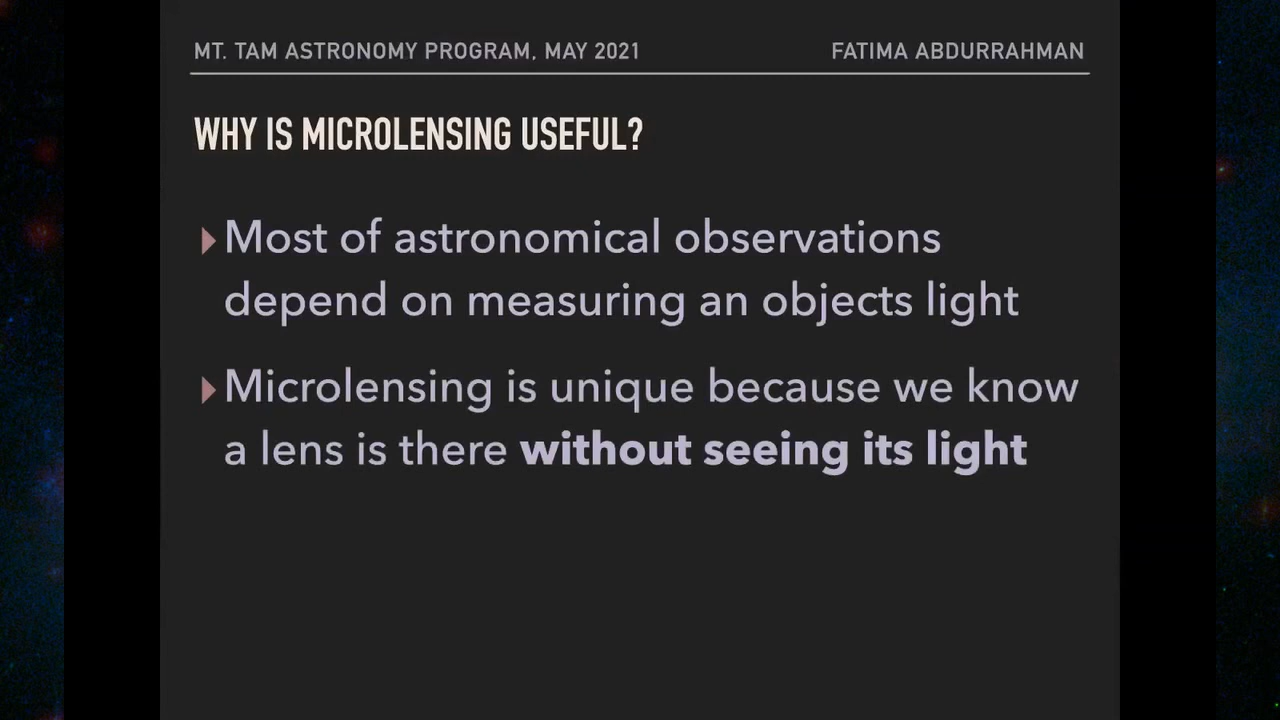 MT. TAM ASTRONOMY PROGRAM, MAY 2021
FATIMA ABDURRAHMAN
WHY IS MICROLENSING USEFUL?
Most of astronomical observations
depend on measuring an objects light
Microlensing is unique because we know
a lens is there without seeing its light